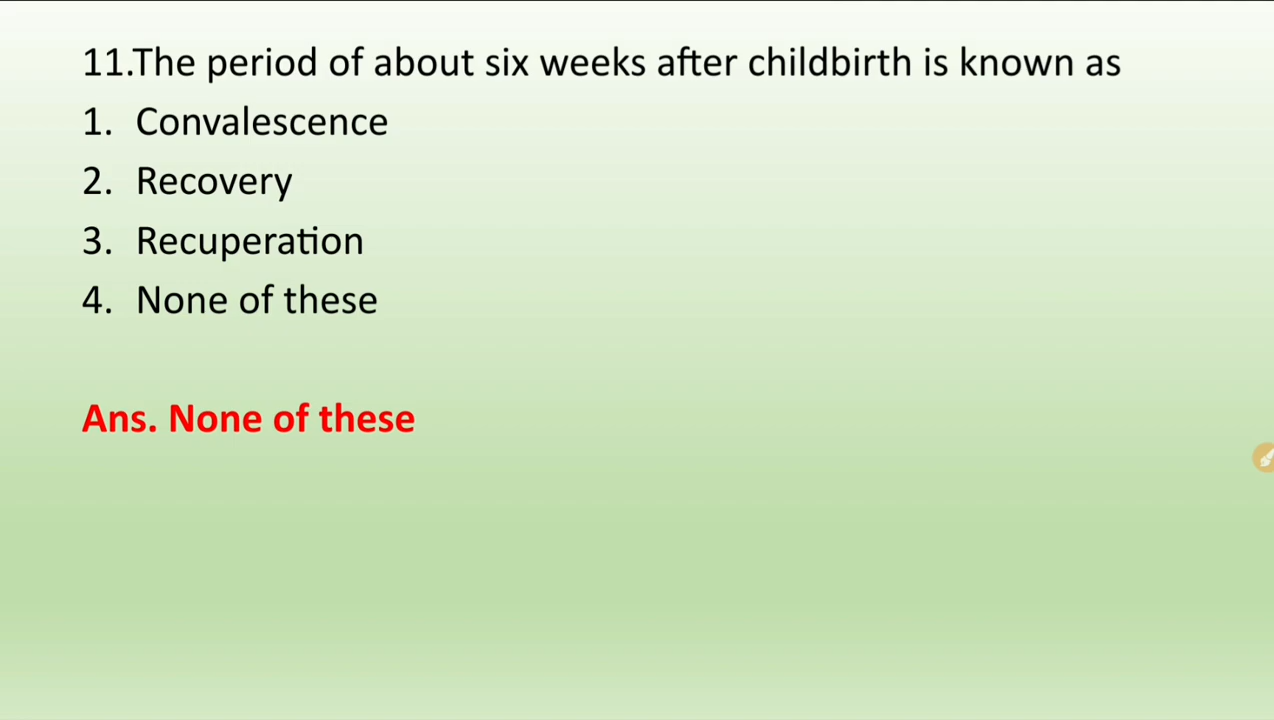 11.The period of about six weeks after childbirth is known as
1. Convalescence
2. Recovery
3. Recuperation
4. None of these
Ans. None of these